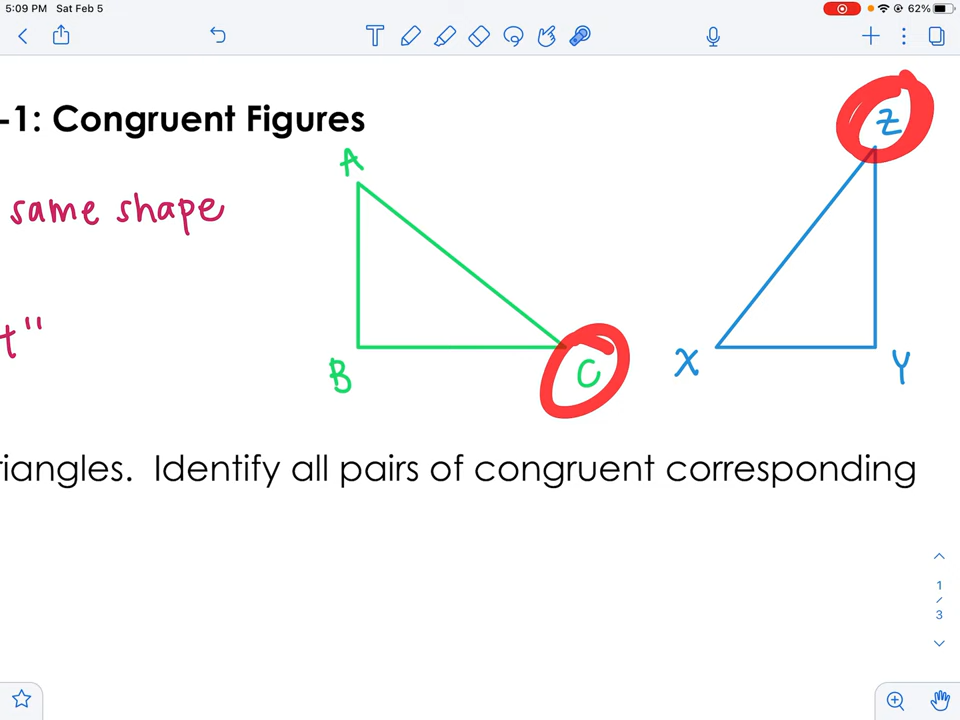 5:09 PM Sat Feb 5
62%
-1: Congruent Figures
same shape
t"
A
B
C
Z
X
Y
riangles. Identify all pairs of congruent corresponding
1
/
3